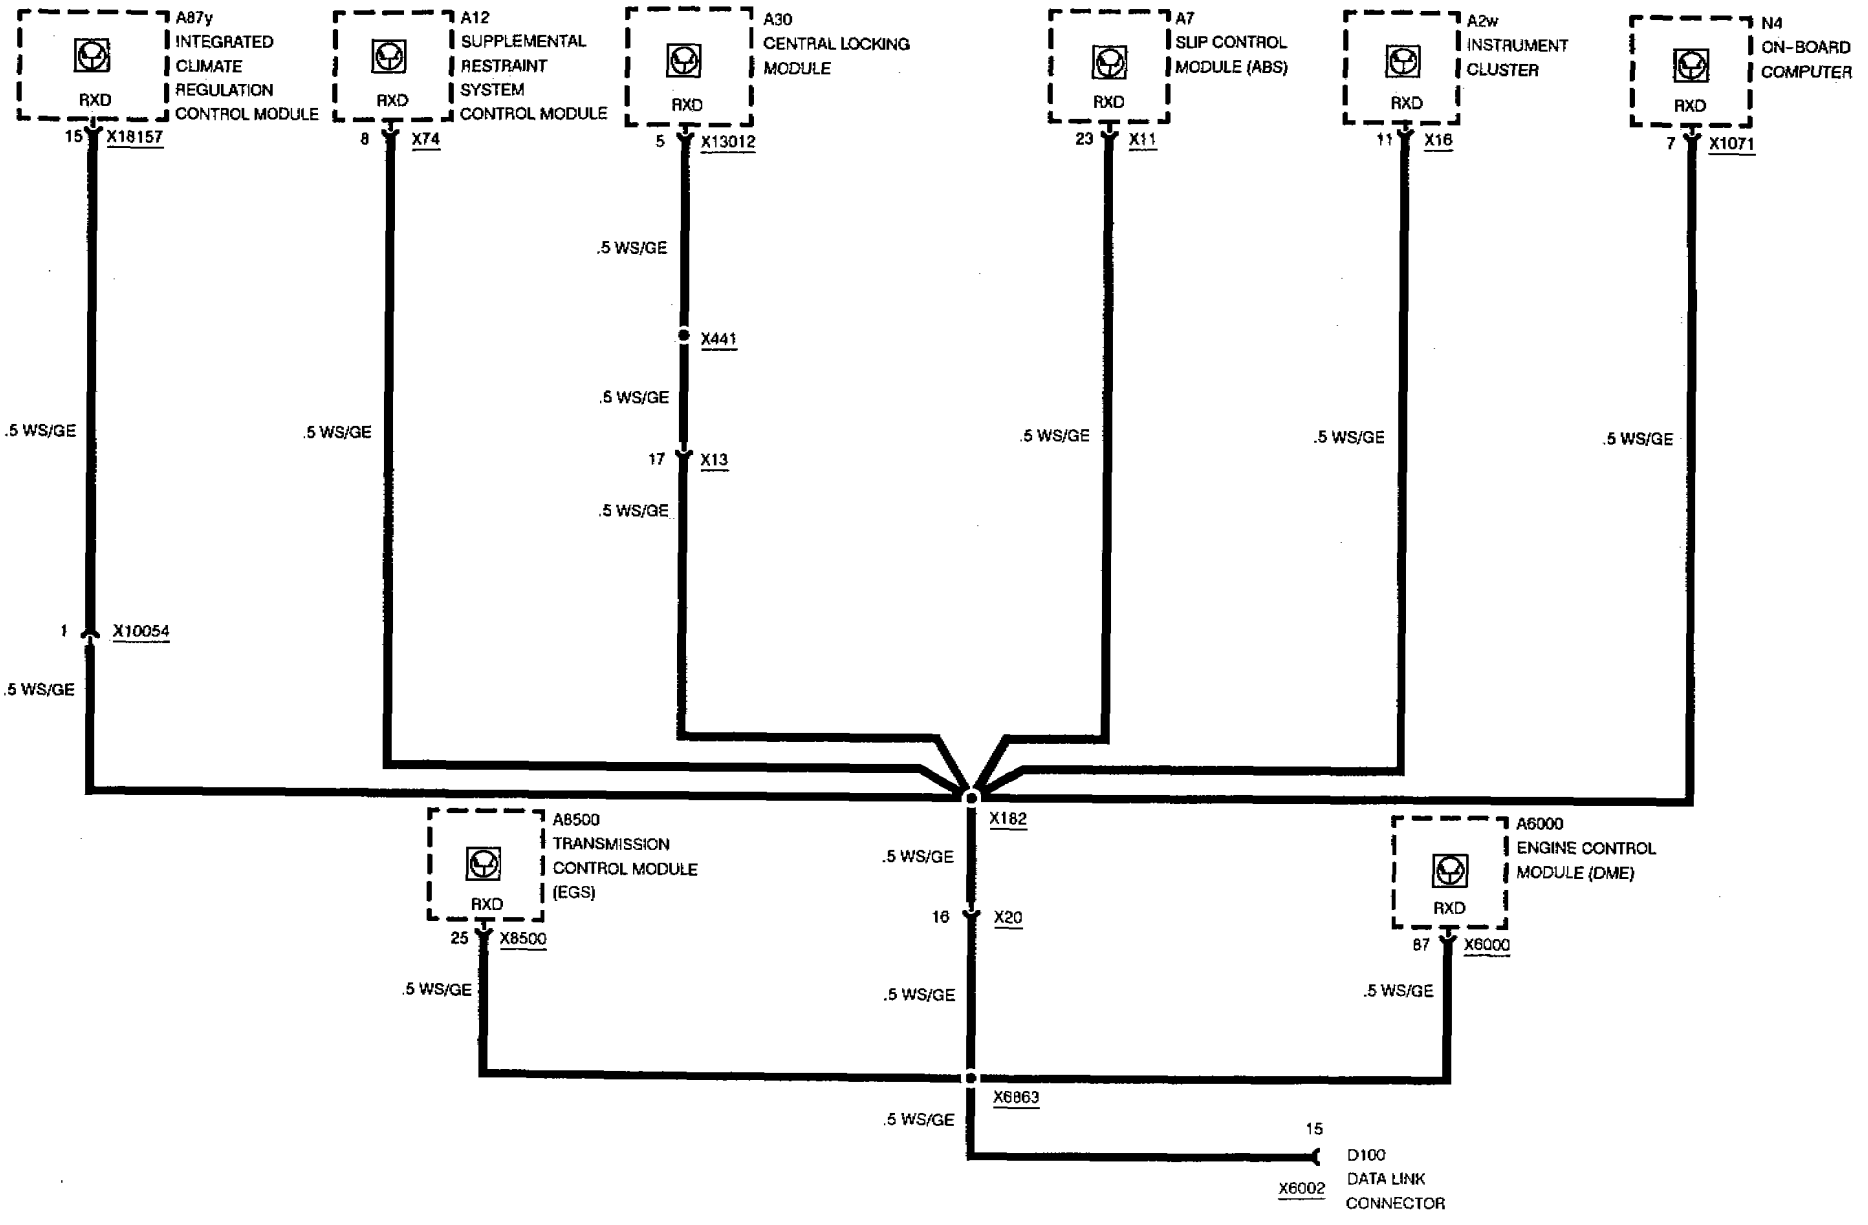 A87y
INTEGRATED
CLIMATE
REGULATION
CONTROL MODULE
RXD
15
X18157
A12
SUPPLEMENTAL
RESTRAINT
SYSTEM
CONTROL MODULE
RXD
8
X74
A30
CENTRAL LOCKING
MODULE
RXD
5
X13012
A7
SLIP CONTROL
MODULE (ABS)
RXD
23
X11
A2w
INSTRUMENT
CLUSTER
RXD
11
X16
N4
ON-BOARD
COMPUTER
RXD
7
X1071
.5 WS/GE
X441
.5 WS/GE
.5 WS/GE
.5 WS/GE
.5 WS/GE
.5 WS/GE
.5 WS/GE
17
X13
.5 WS/GE
1
X10054
.5 WS/GE
X182
A8500
TRANSMISSION
CONTROL MODULE
(EGS)
RXD
25
X8500
.5 WS/GE
.5 WS/GE
16
X20
.5 WS/GE
A6000
ENGINE CONTROL
MODULE (DME)
RXD
87
X6000
.5 WS/GE
X6863
.5 WS/GE
15
D100
DATA LINK
CONNECTOR
X6002